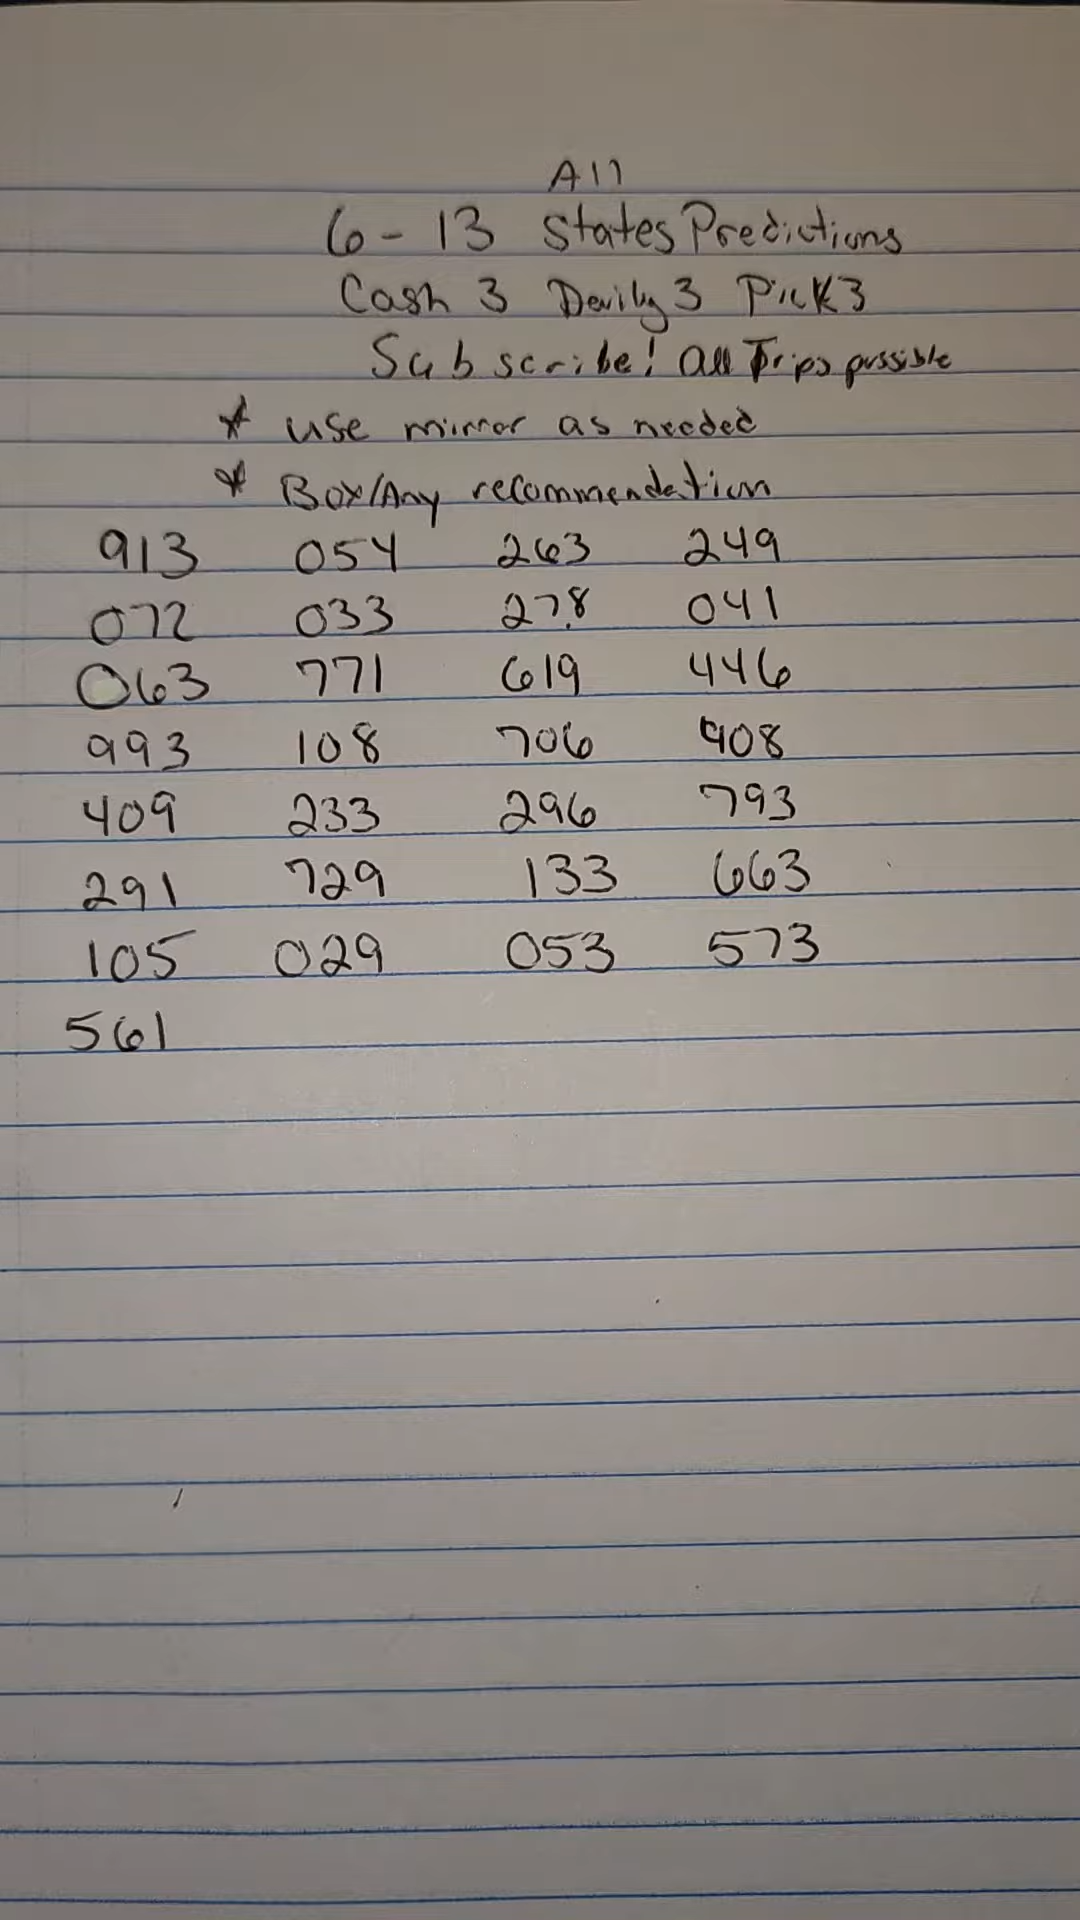 All
6-13 States Predictions
Cash 3 Daily 3 Pick 3
Subscribe! All Trips possible
* use mirror as needed
* Box/Any recommendation
913 054 263 249
072 033 278 041
063 771 619 446
993 108 706 908
409 233 296 793
291 729 133 663
105 029 053 573
561